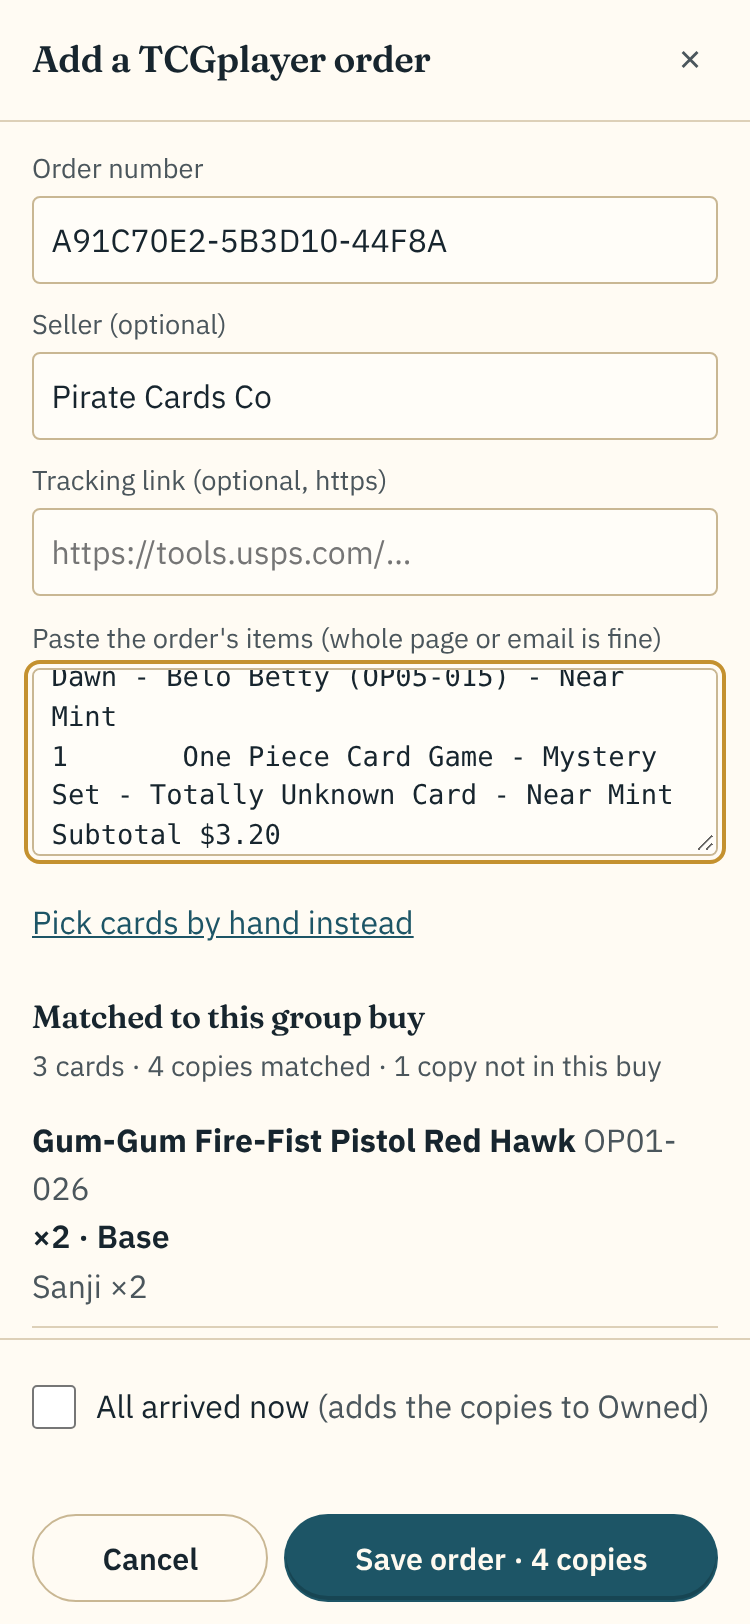 Add a TCGplayer order
×
Order number
A91C70E2-5B3D10-44F8A
Seller (optional)
Pirate Cards Co
Tracking link (optional, https)
https://tools.usps.com/...
Paste the order's items (whole page or email is fine)
Dawn - Belo Betty (OP05-015) - Near
Mint
1 One Piece Card Game - Mystery
Set - Totally Unknown Card - Near Mint
Subtotal $3.20
Pick cards by hand instead
Matched to this group buy
3 cards · 4 copies matched · 1 copy not in this buy
Gum-Gum Fire-Fist Pistol Red Hawk OP01-
026
×2 · Base
Sanji ×2
All arrived now (adds the copies to Owned)
Cancel
Save order · 4 copies